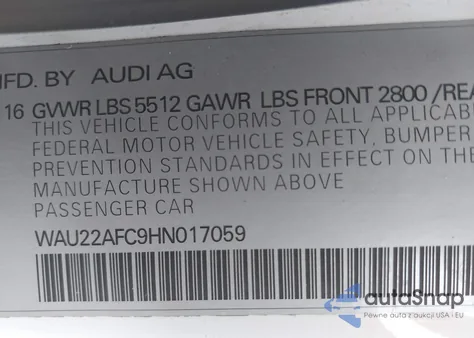 MFD. BY AUDI AG
16 GVWR LBS 5512 GAWR LBS FRONT 2800 /REA
THIS VEHICLE CONFORMS TO ALL APPLICABL
FEDERAL MOTOR VEHICLE SAFETY, BUMPER
PREVENTION STANDARDS IN EFFECT ON THE
MANUFACTURE SHOWN ABOVE
PASSENGER CAR
WAU22AFC9HN017059
autoSnap
Pewne auta z aukcji USA i EU